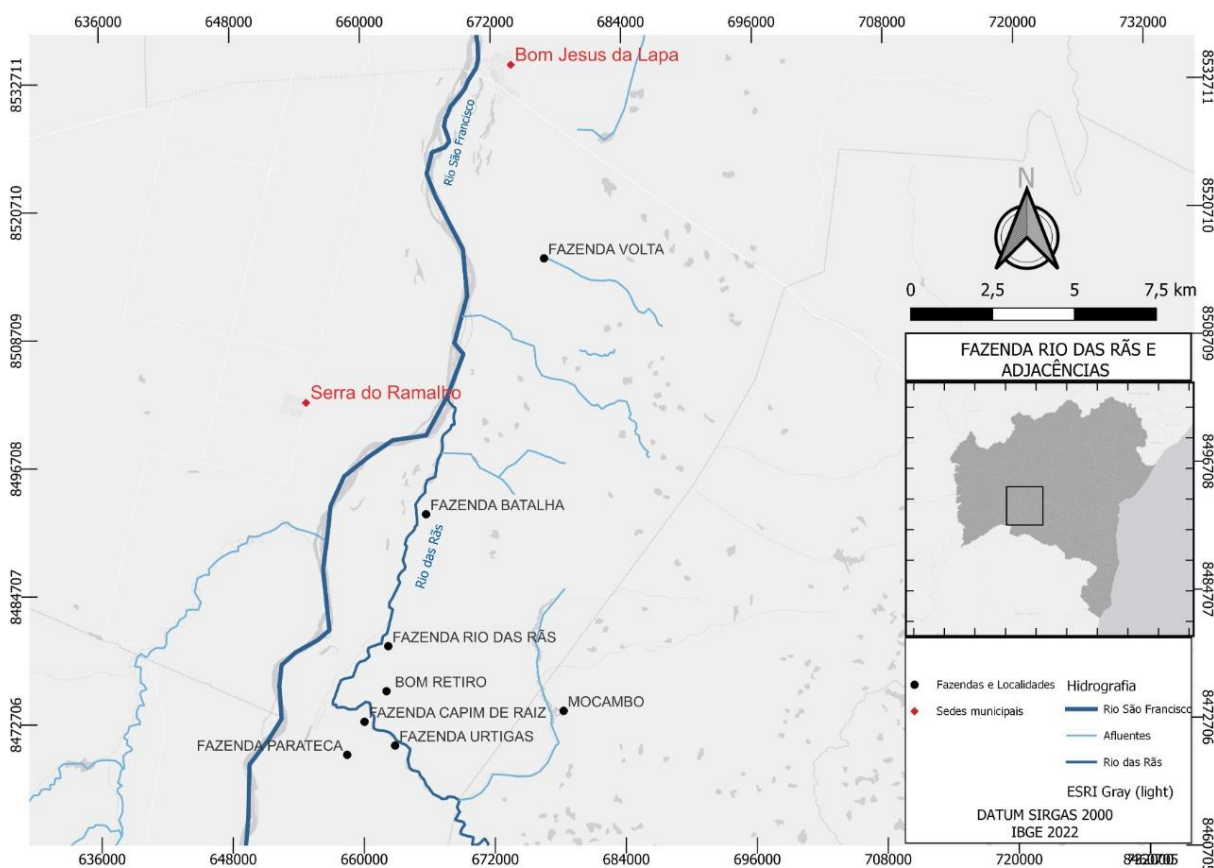 636000 648000 660000 672000 684000 696000 708000 720000 732000
8532711
8532711
Bom Jesus da Lapa
Rio São Francisco
8520710
8520710
N
FAZENDA VOLTA
0 2,5 5 7,5 km
8508709
8508709
FAZENDA RIO DAS RÃS E
ADJACÊNCIAS
Serra do Ramalho
8496708
8496708
FAZENDA BATALHA
Rio das Rãs
8484707
8484707
FAZENDA RIO DAS RÃS
BOM RETIRO
MOCAMBO
FAZENDA CAPIM DE RAIZ
FAZENDA URTIGAS
FAZENDA PARATECA
8472706
8472706
Fazendas e Localidades
Sedes municipais
Hidrografia
Rio São Francisco
Afluentes
Rio das Rãs
ESRI Gray (light)
DATUM SIRGAS 2000
IBGE 2022
636000 648000 660000 672000 684000 696000 708000 720000